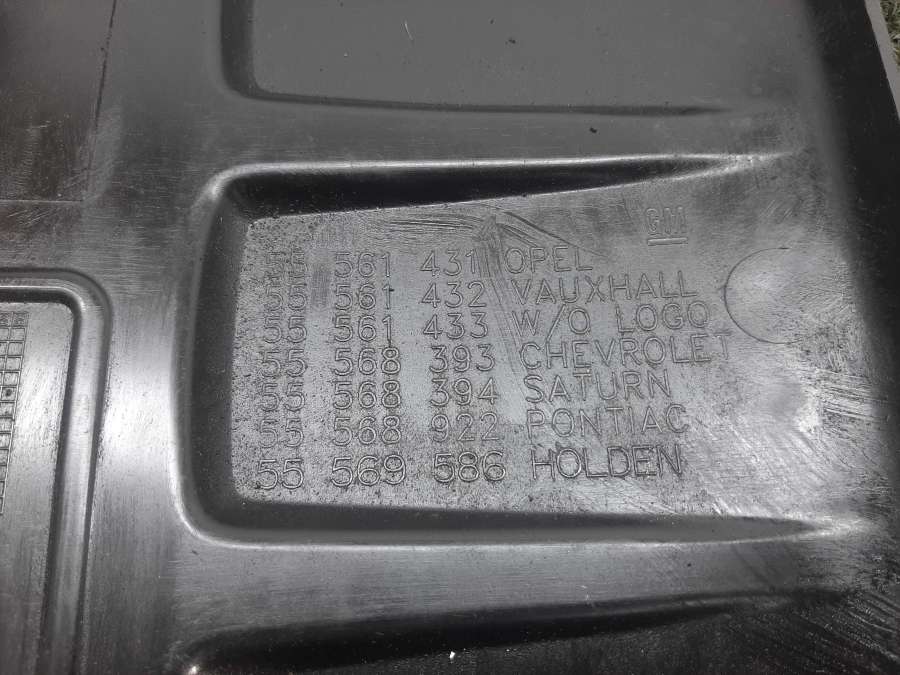 GM
55 561 431 OPEL
55 561 432 VAUXHALL
55 561 433 W/O LOGO
55 568 393 CHEVROLET
55 568 394 SATURN
55 568 922 PONTIAC
55 569 586 HOLDEN